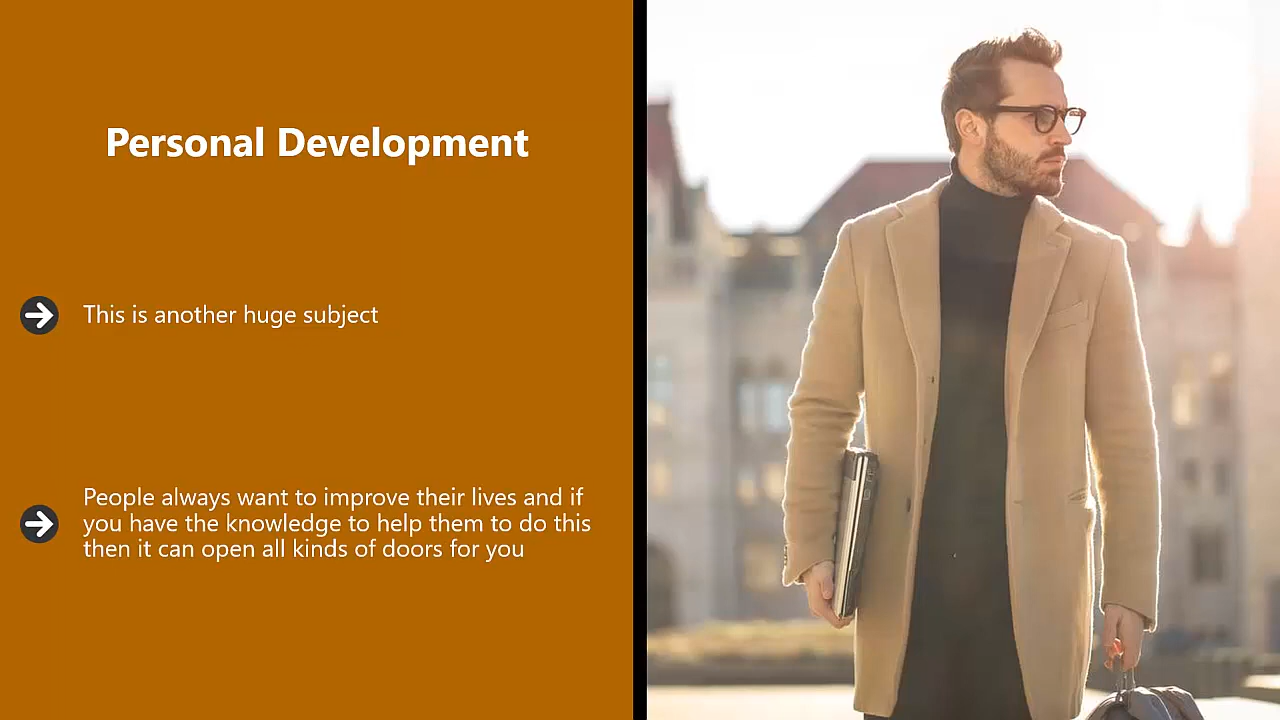 Personal Development
This is another huge subject
People always want to improve their lives and if
you have the knowledge to help them to do this
then it can open all kinds of doors for you